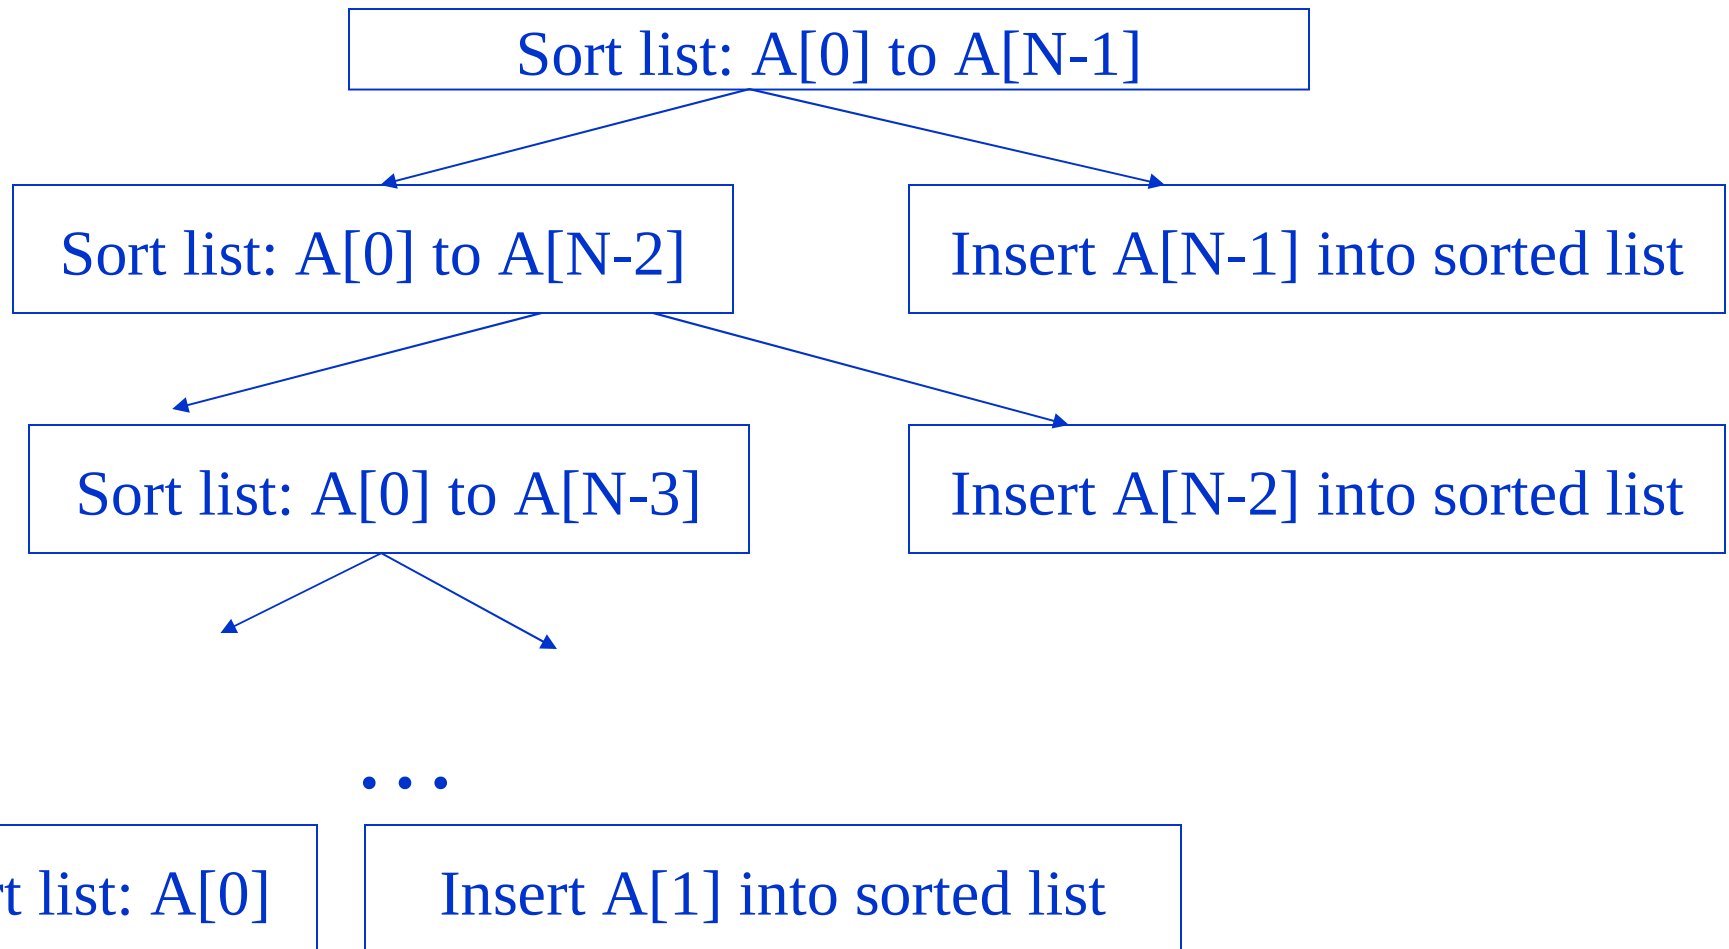 Sort list: A[0] to A[N-1]
Sort list: A[0] to A[N-2]
Insert A[N-1] into sorted list
Sort list: A[0] to A[N-3]
Insert A[N-2] into sorted list
...
list: A[0]
Insert A[1] into sorted list